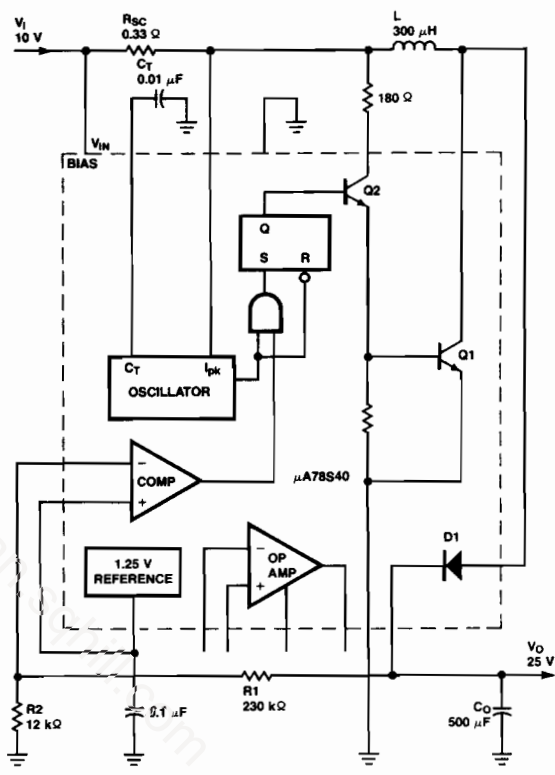 VI
10 V
RSC
0.33 Ω
CT
0.01 μF
L
300 μH
180 Ω
VIN
BIAS
Q2
Q
S R
CT Ipk
OSCILLATOR
Q1
−
COMP
+
μA78S40
1.25 V
REFERENCE
−
OP
AMP
+
D1
VO
25 V
R1
230 kΩ
R2
12 kΩ
0.1 μF
CO
500 μF